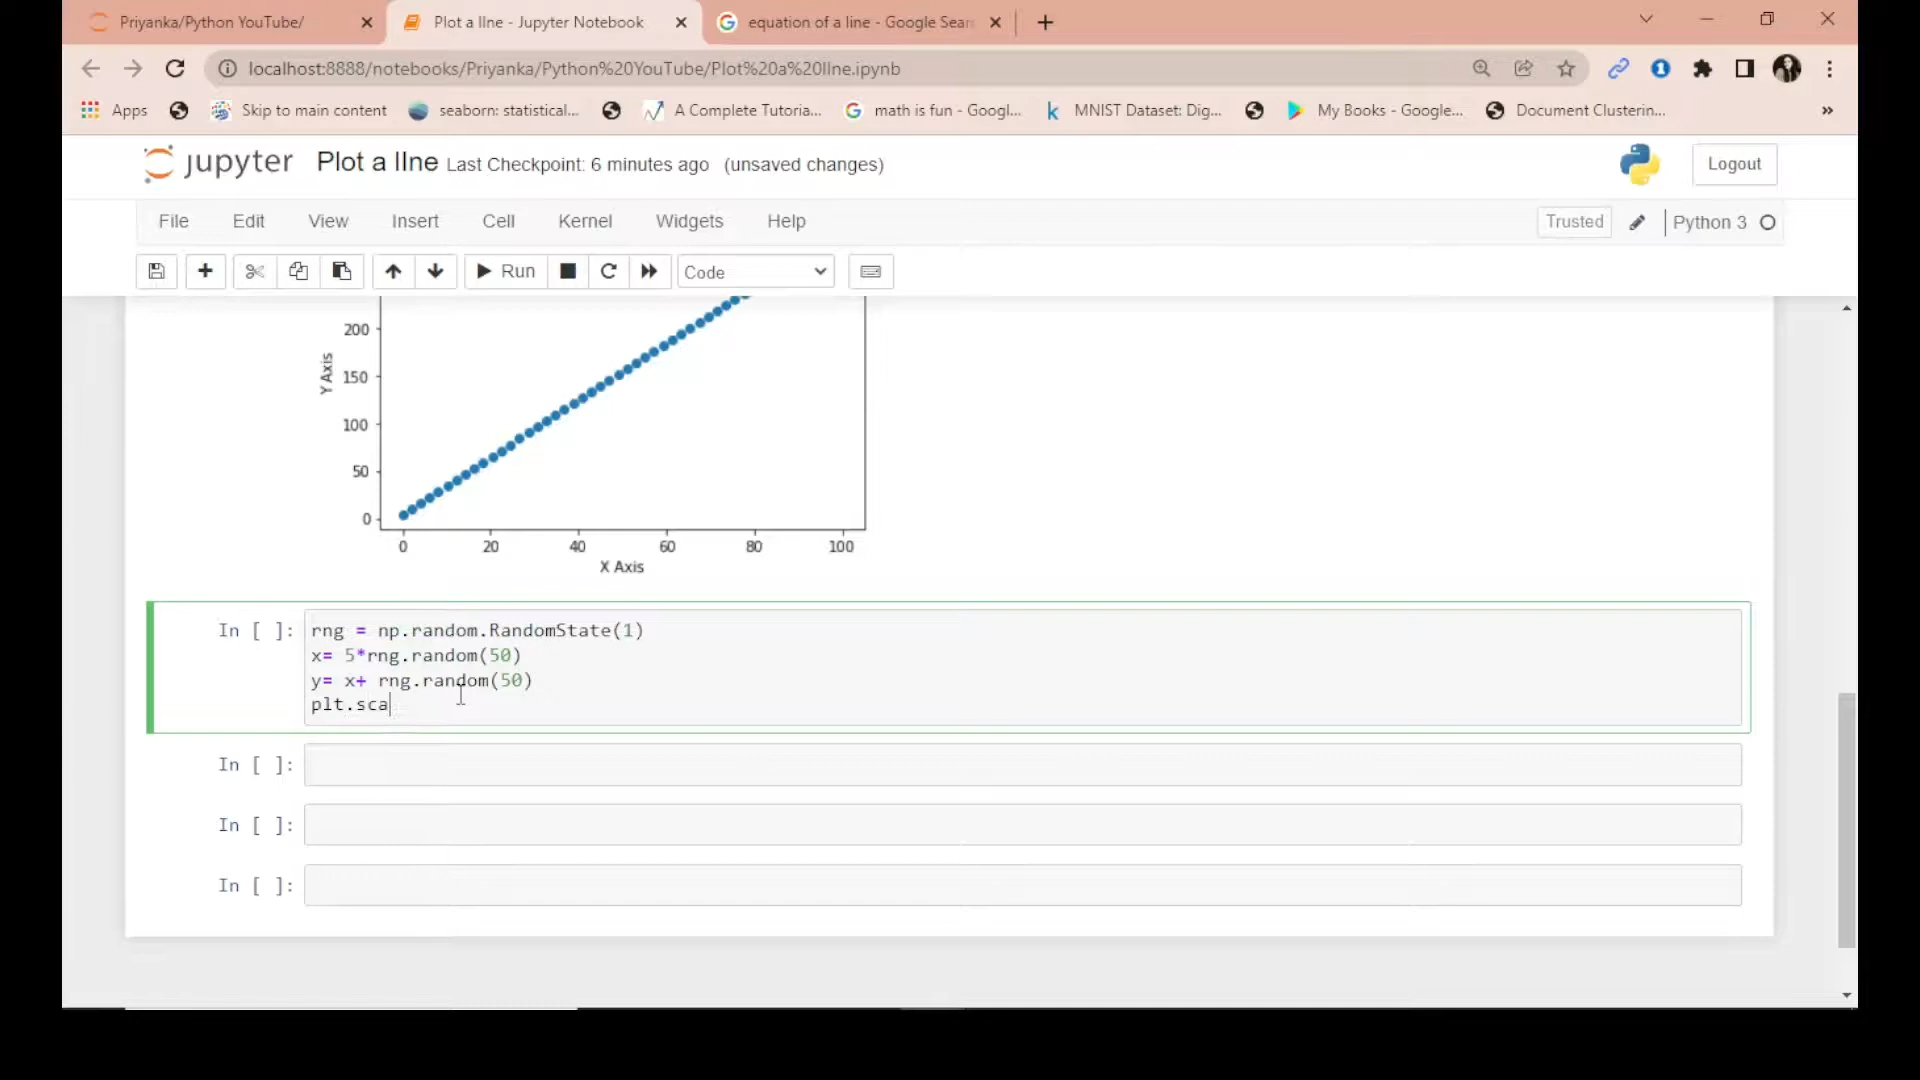 Priyanka/Python YouTube/
Plot a lIne - Jupyter Notebook
equation of a line - Google Sear
localhost:8888/notebooks/Priyanka/Python%20YouTube/Plot%20a%20lIne.ipynb
Apps
Skip to main content
seaborn: statistical...
A Complete Tutoria...
math is fun - Googl...
MNIST Dataset: Dig...
My Books - Google...
Document Clusterin...
»
jupyter Plot a lIne Last Checkpoint: 6 minutes ago (unsaved changes)
Logout
File Edit View Insert Cell Kernel Widgets Help
Trusted
Python 3
Run
Code
200
150
100
50
0
Y Axis
0 20 40 60 80 100
X Axis
In [ ]: rng = np.random.RandomState(1)
x= 5*rng.random(50)
y= x+ rng.random(50)
plt.sca
In [ ]:
In [ ]:
In [ ]: